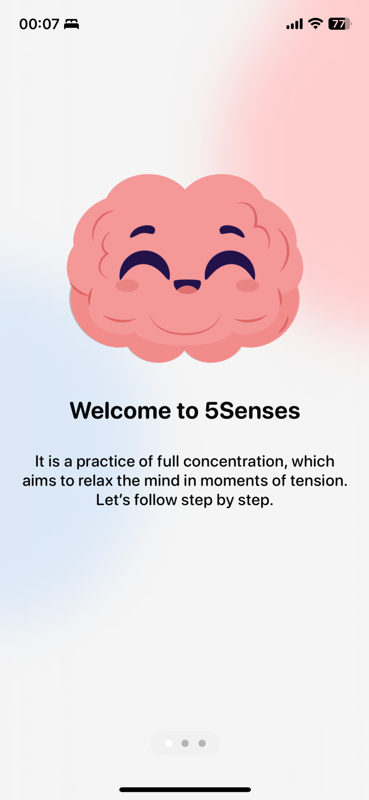 00:07
77
Welcome to 5Senses
It is a practice of full concentration, which
aims to relax the mind in moments of tension.
Let’s follow step by step.